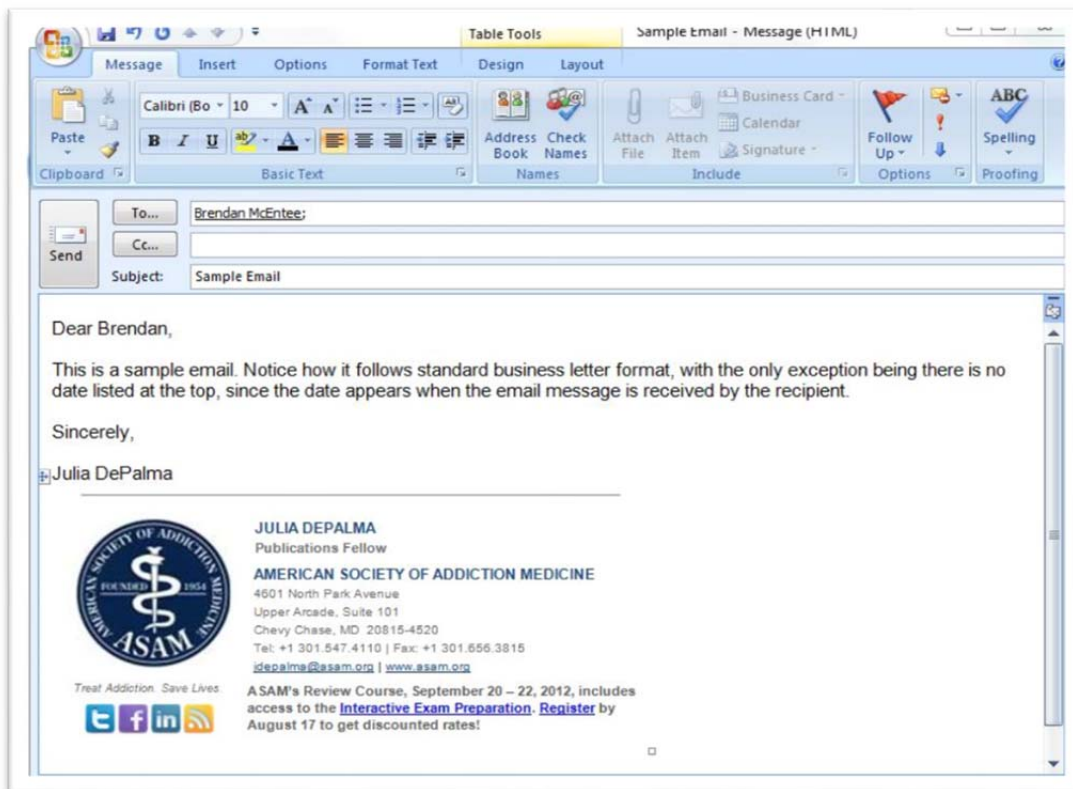 Table Tools
Sample Email - Message (HTML)
Message Insert Options Format Text Design Layout
Calibri (Bo 10 A A
Business Card
Calendar
Signature
Paste
B I U ab A
Address Book
Check Names
Attach File
Attach Item
Follow Up
ABC
Spelling
Clipboard Basic Text Names Include Options Proofing
To... Brendan McEntee;
Cc...
Send
Subject: Sample Email
Dear Brendan,
This is a sample email. Notice how it follows standard business letter format, with the only exception being there is no
date listed at the top, since the date appears when the email message is received by the recipient.
Sincerely,
Julia DePalma
AMERICAN SOCIETY OF ADDICTION MEDICINE
FOUNDED 1954
ASAM
Treat Addiction. Save Lives.
t f in
JULIA DEPALMA
Publications Fellow
AMERICAN SOCIETY OF ADDICTION MEDICINE
4601 North Park Avenue
Upper Arcade, Suite 101
Chevy Chase, MD 20815-4520
Tel: +1 301.547.4110 | Fax: +1 301.656.3815
jdepalma@asam.org | www.asam.org
ASAM's Review Course, September 20 – 22, 2012, includes
access to the Interactive Exam Preparation. Register by
August 17 to get discounted rates!